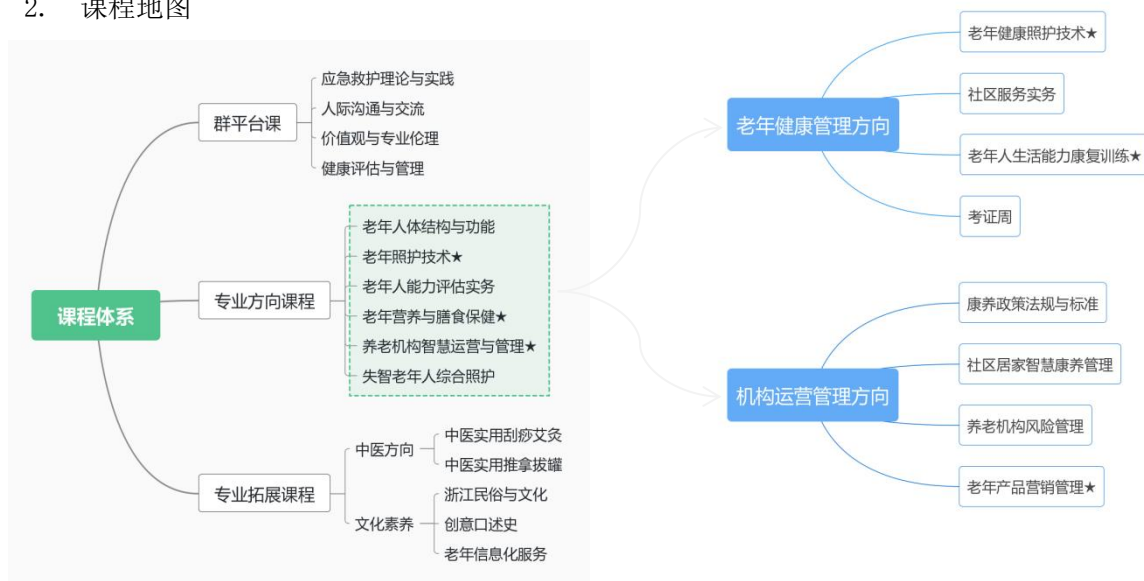 2. 课程地图
课程体系
群平台课
应急救护理论与实践
人际沟通与交流
价值观与专业伦理
健康评估与管理
专业方向课程
老年人体结构与功能
老年照护技术★
老年人能力评估实务
老年营养与膳食保健★
养老机构智慧运营与管理★
失智老年人综合照护
专业拓展课程
中医方向
中医实用刮痧艾灸
中医实用推拿拔罐
文化素养
浙江民俗与文化
创意口述史
老年信息化服务
老年健康管理方向
老年健康照护技术★
社区服务实务
老年人生活能力康复训练★
考证周
机构运营管理方向
康养政策法规与标准
社区居家智慧康养管理
养老机构风险管理
老年产品营销管理★